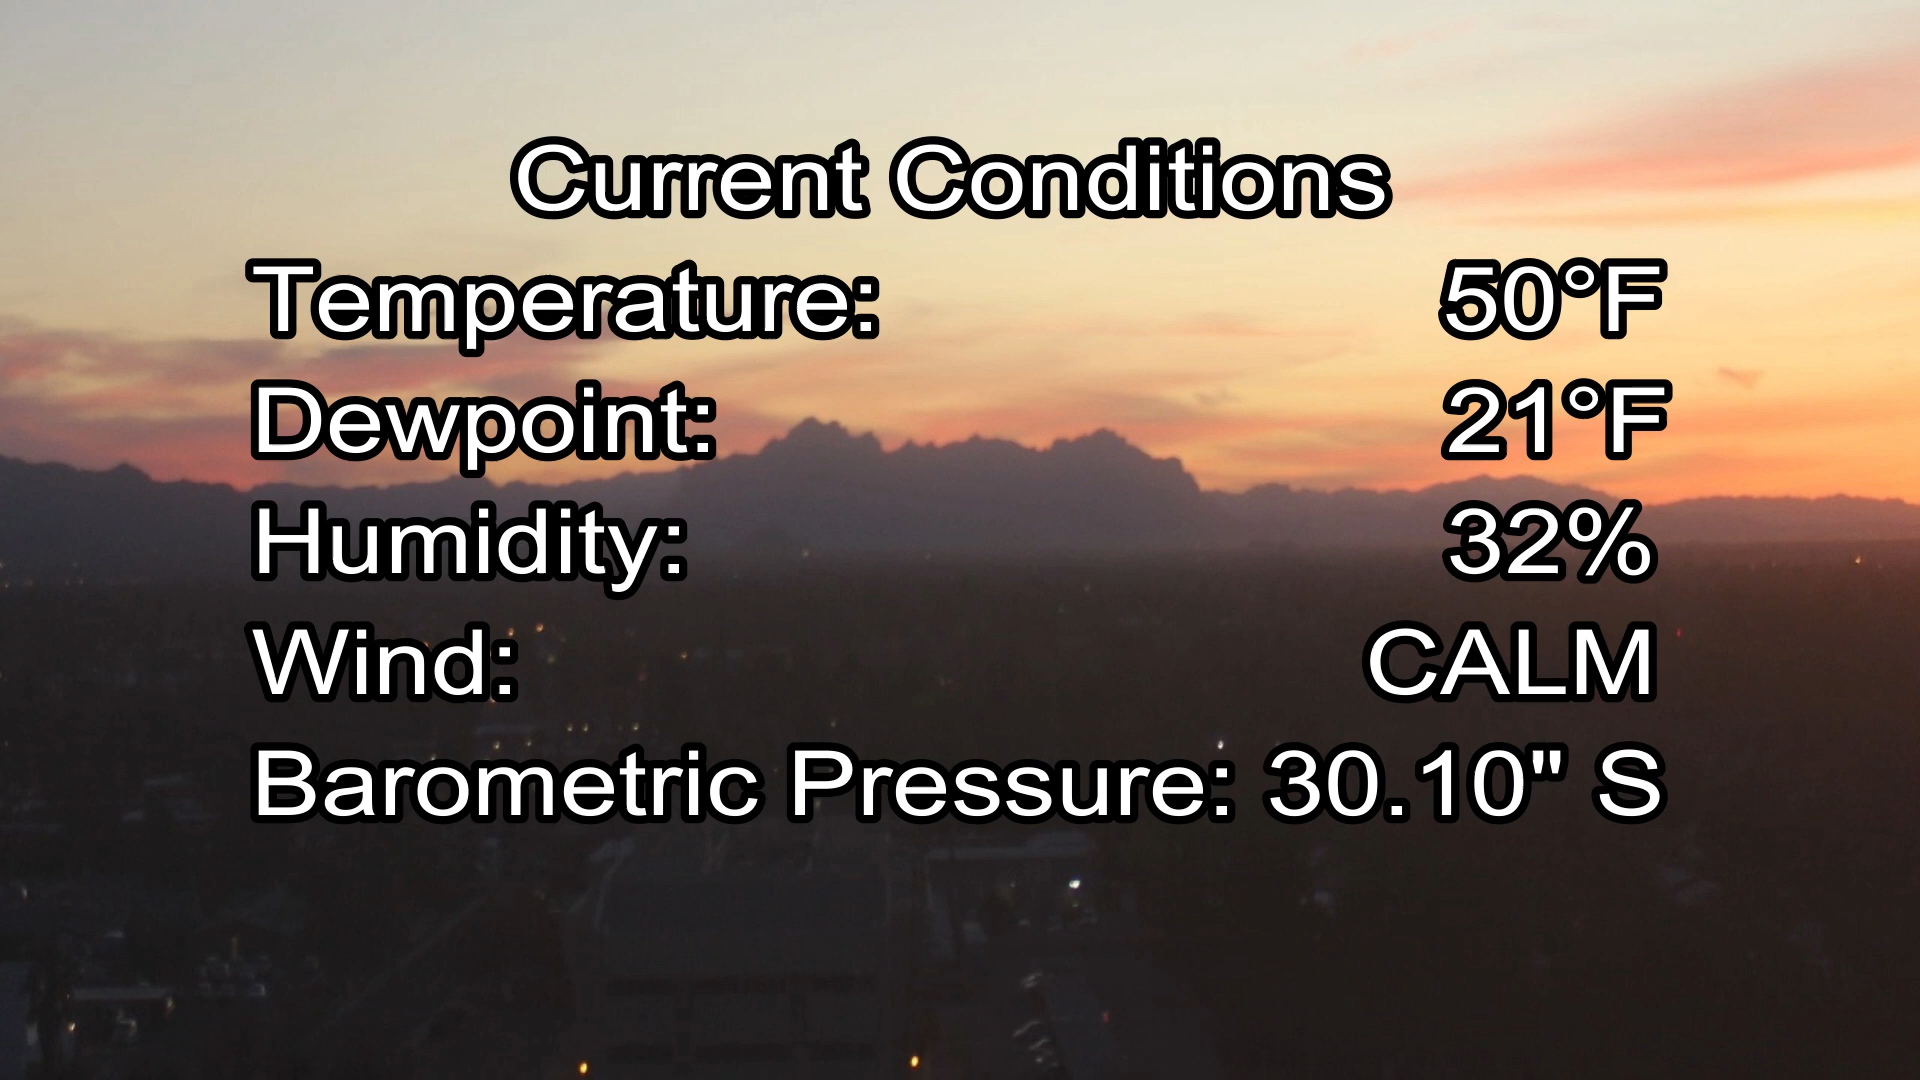 Current Conditions
Temperature: 50°F
Dewpoint: 21°F
Humidity: 32%
Wind: CALM
Barometric Pressure: 30.10" S